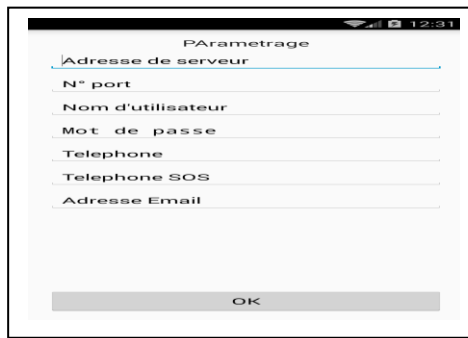 12:31
PArametrage
Adresse de serveur
N° port
Nom d'utilisateur
Mot de passe
Telephone
Telephone SOS
Adresse Email
OK